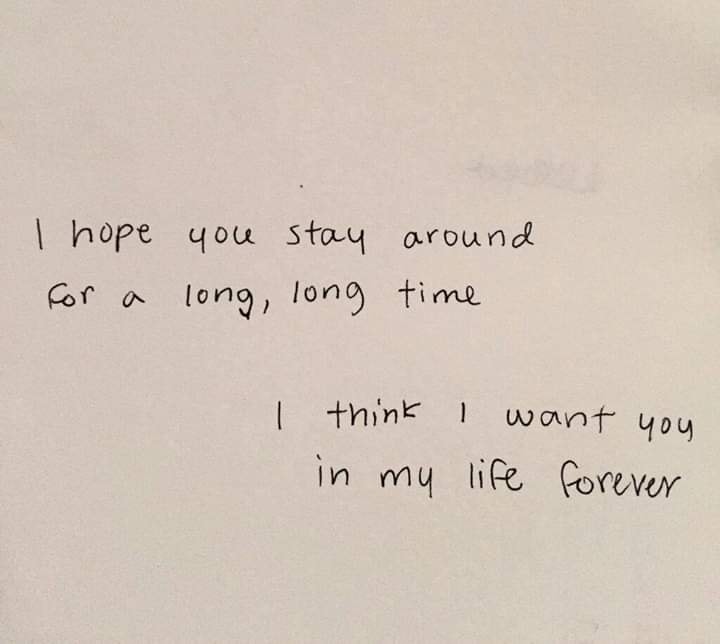 I hope you stay around
for a long, long time
I think I want you
in my life forever